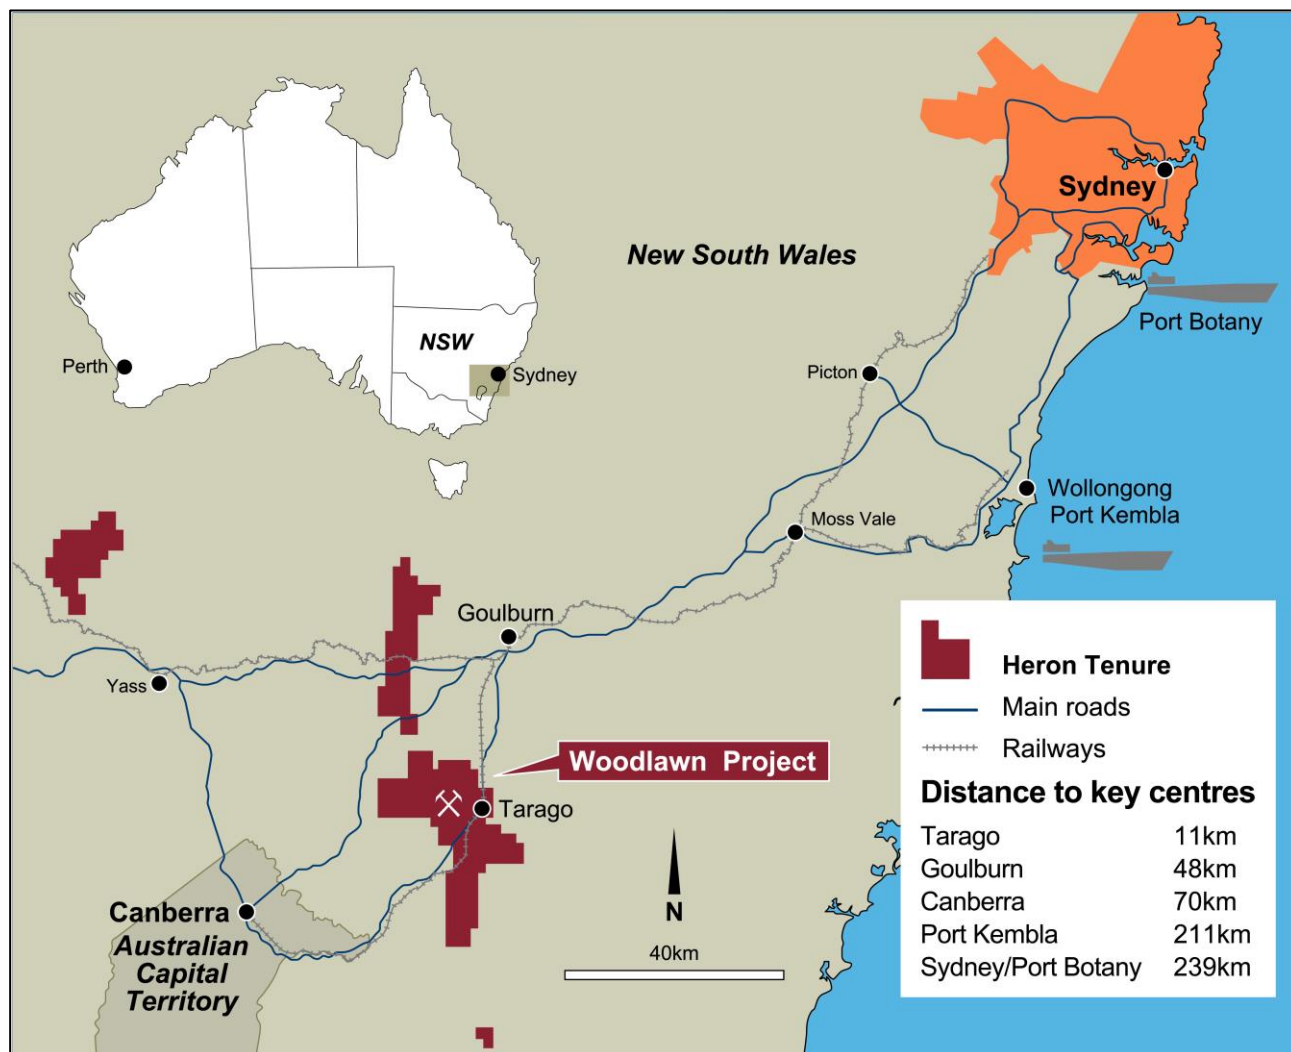 Sydney
New South Wales
Port Botany
NSW
Perth
Sydney
Picton
Wollongong
Port Kembla
Moss Vale
Goulburn
Yass
Woodlawn Project
Tarago
Canberra
Australian
Capital
Territory
N
40km
Heron Tenure
Main roads
Railways
Distance to key centres
Tarago 11km
Goulburn 48km
Canberra 70km
Port Kembla 211km
Sydney/Port Botany 239km